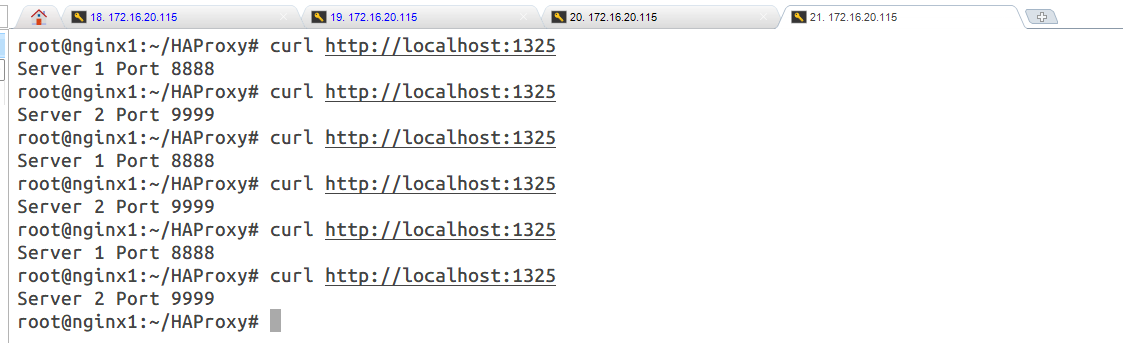 18. 172.16.20.115
19. 172.16.20.115
20. 172.16.20.115
21. 172.16.20.115
root@nginx1:~/HAProxy# curl http://localhost:1325
Server 1 Port 8888
root@nginx1:~/HAProxy# curl http://localhost:1325
Server 2 Port 9999
root@nginx1:~/HAProxy# curl http://localhost:1325
Server 1 Port 8888
root@nginx1:~/HAProxy# curl http://localhost:1325
Server 2 Port 9999
root@nginx1:~/HAProxy# curl http://localhost:1325
Server 1 Port 8888
root@nginx1:~/HAProxy# curl http://localhost:1325
Server 2 Port 9999
root@nginx1:~/HAProxy#